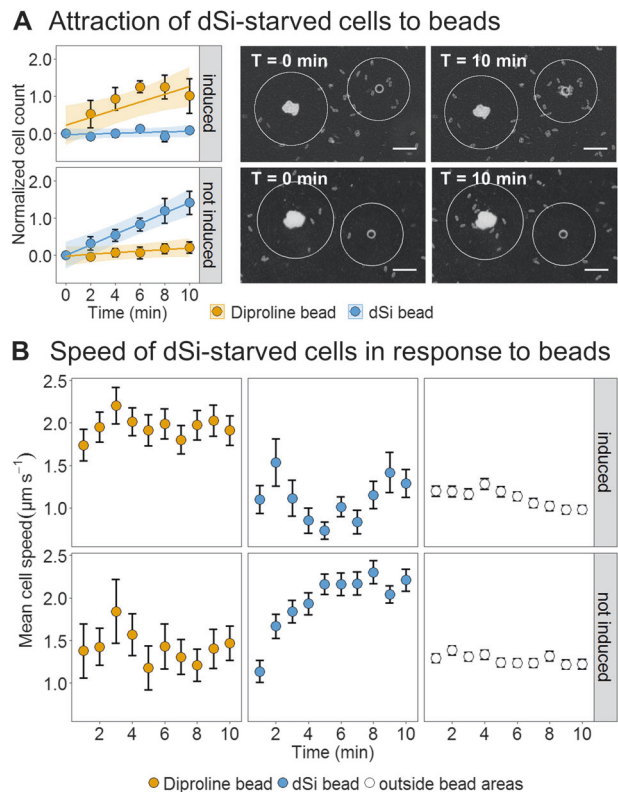 A Attraction of dSi-starved cells to beads
Normalized cell count
2.0
1.0
0.0
induced
T = 0 min
T = 10 min
2.0
1.0
0.0
not induced
T = 0 min
T = 10 min
0 2 4 6 8 10
Time (min)
Diproline bead dSi bead
B Speed of dSi-starved cells in response to beads
Mean cell speed(µm s⁻¹)
2.5
2.0
1.5
1.0
induced
2.5
2.0
1.5
1.0
not induced
2 4 6 8 10 2 4 6 8 10 2 4 6 8 10
Time (min)
Diproline bead dSi bead outside bead areas